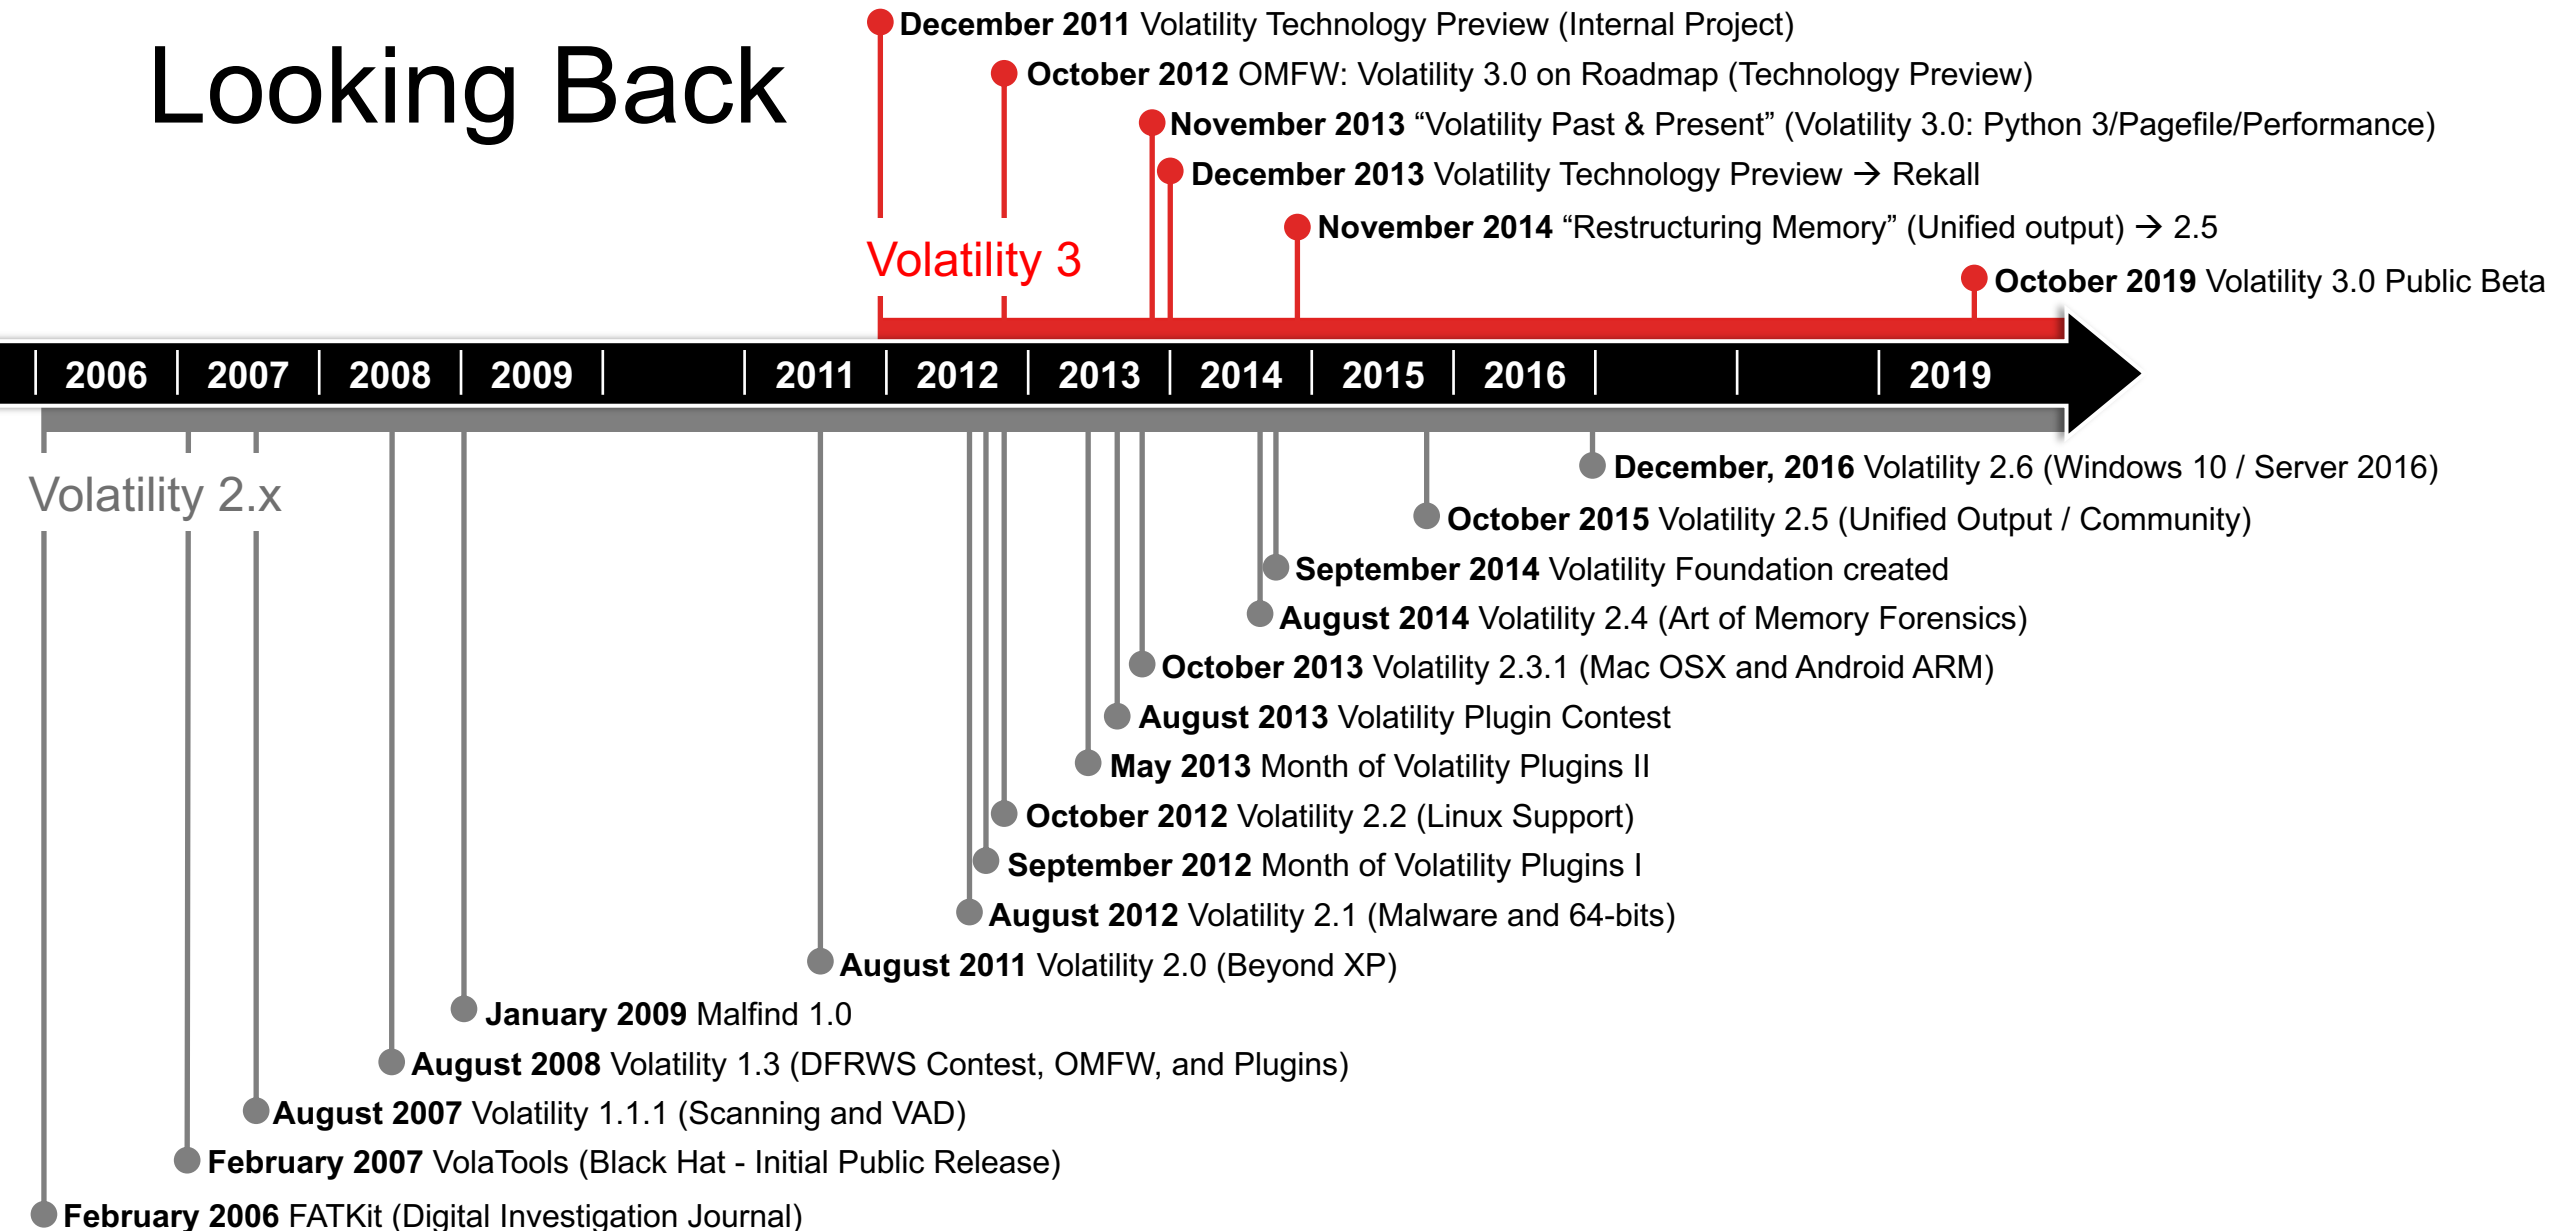 Looking Back
December 2011 Volatility Technology Preview (Internal Project)
October 2012 OMFW: Volatility 3.0 on Roadmap (Technology Preview)
November 2013 “Volatility Past & Present” (Volatility 3.0: Python 3/Pagefile/Performance)
December 2013 Volatility Technology Preview → Rekall
November 2014 “Restructuring Memory” (Unified output) → 2.5
Volatility 3
October 2019 Volatility 3.0 Public Beta
2006 2007 2008 2009 2011 2012 2013 2014 2015 2016 2019
Volatility 2.x
December, 2016 Volatility 2.6 (Windows 10 / Server 2016)
October 2015 Volatility 2.5 (Unified Output / Community)
September 2014 Volatility Foundation created
August 2014 Volatility 2.4 (Art of Memory Forensics)
October 2013 Volatility 2.3.1 (Mac OSX and Android ARM)
August 2013 Volatility Plugin Contest
May 2013 Month of Volatility Plugins II
October 2012 Volatility 2.2 (Linux Support)
September 2012 Month of Volatility Plugins I
August 2012 Volatility 2.1 (Malware and 64-bits)
August 2011 Volatility 2.0 (Beyond XP)
January 2009 Malfind 1.0
August 2008 Volatility 1.3 (DFRWS Contest, OMFW, and Plugins)
August 2007 Volatility 1.1.1 (Scanning and VAD)
February 2007 VolaTools (Black Hat - Initial Public Release)
February 2006 FATKit (Digital Investigation Journal)